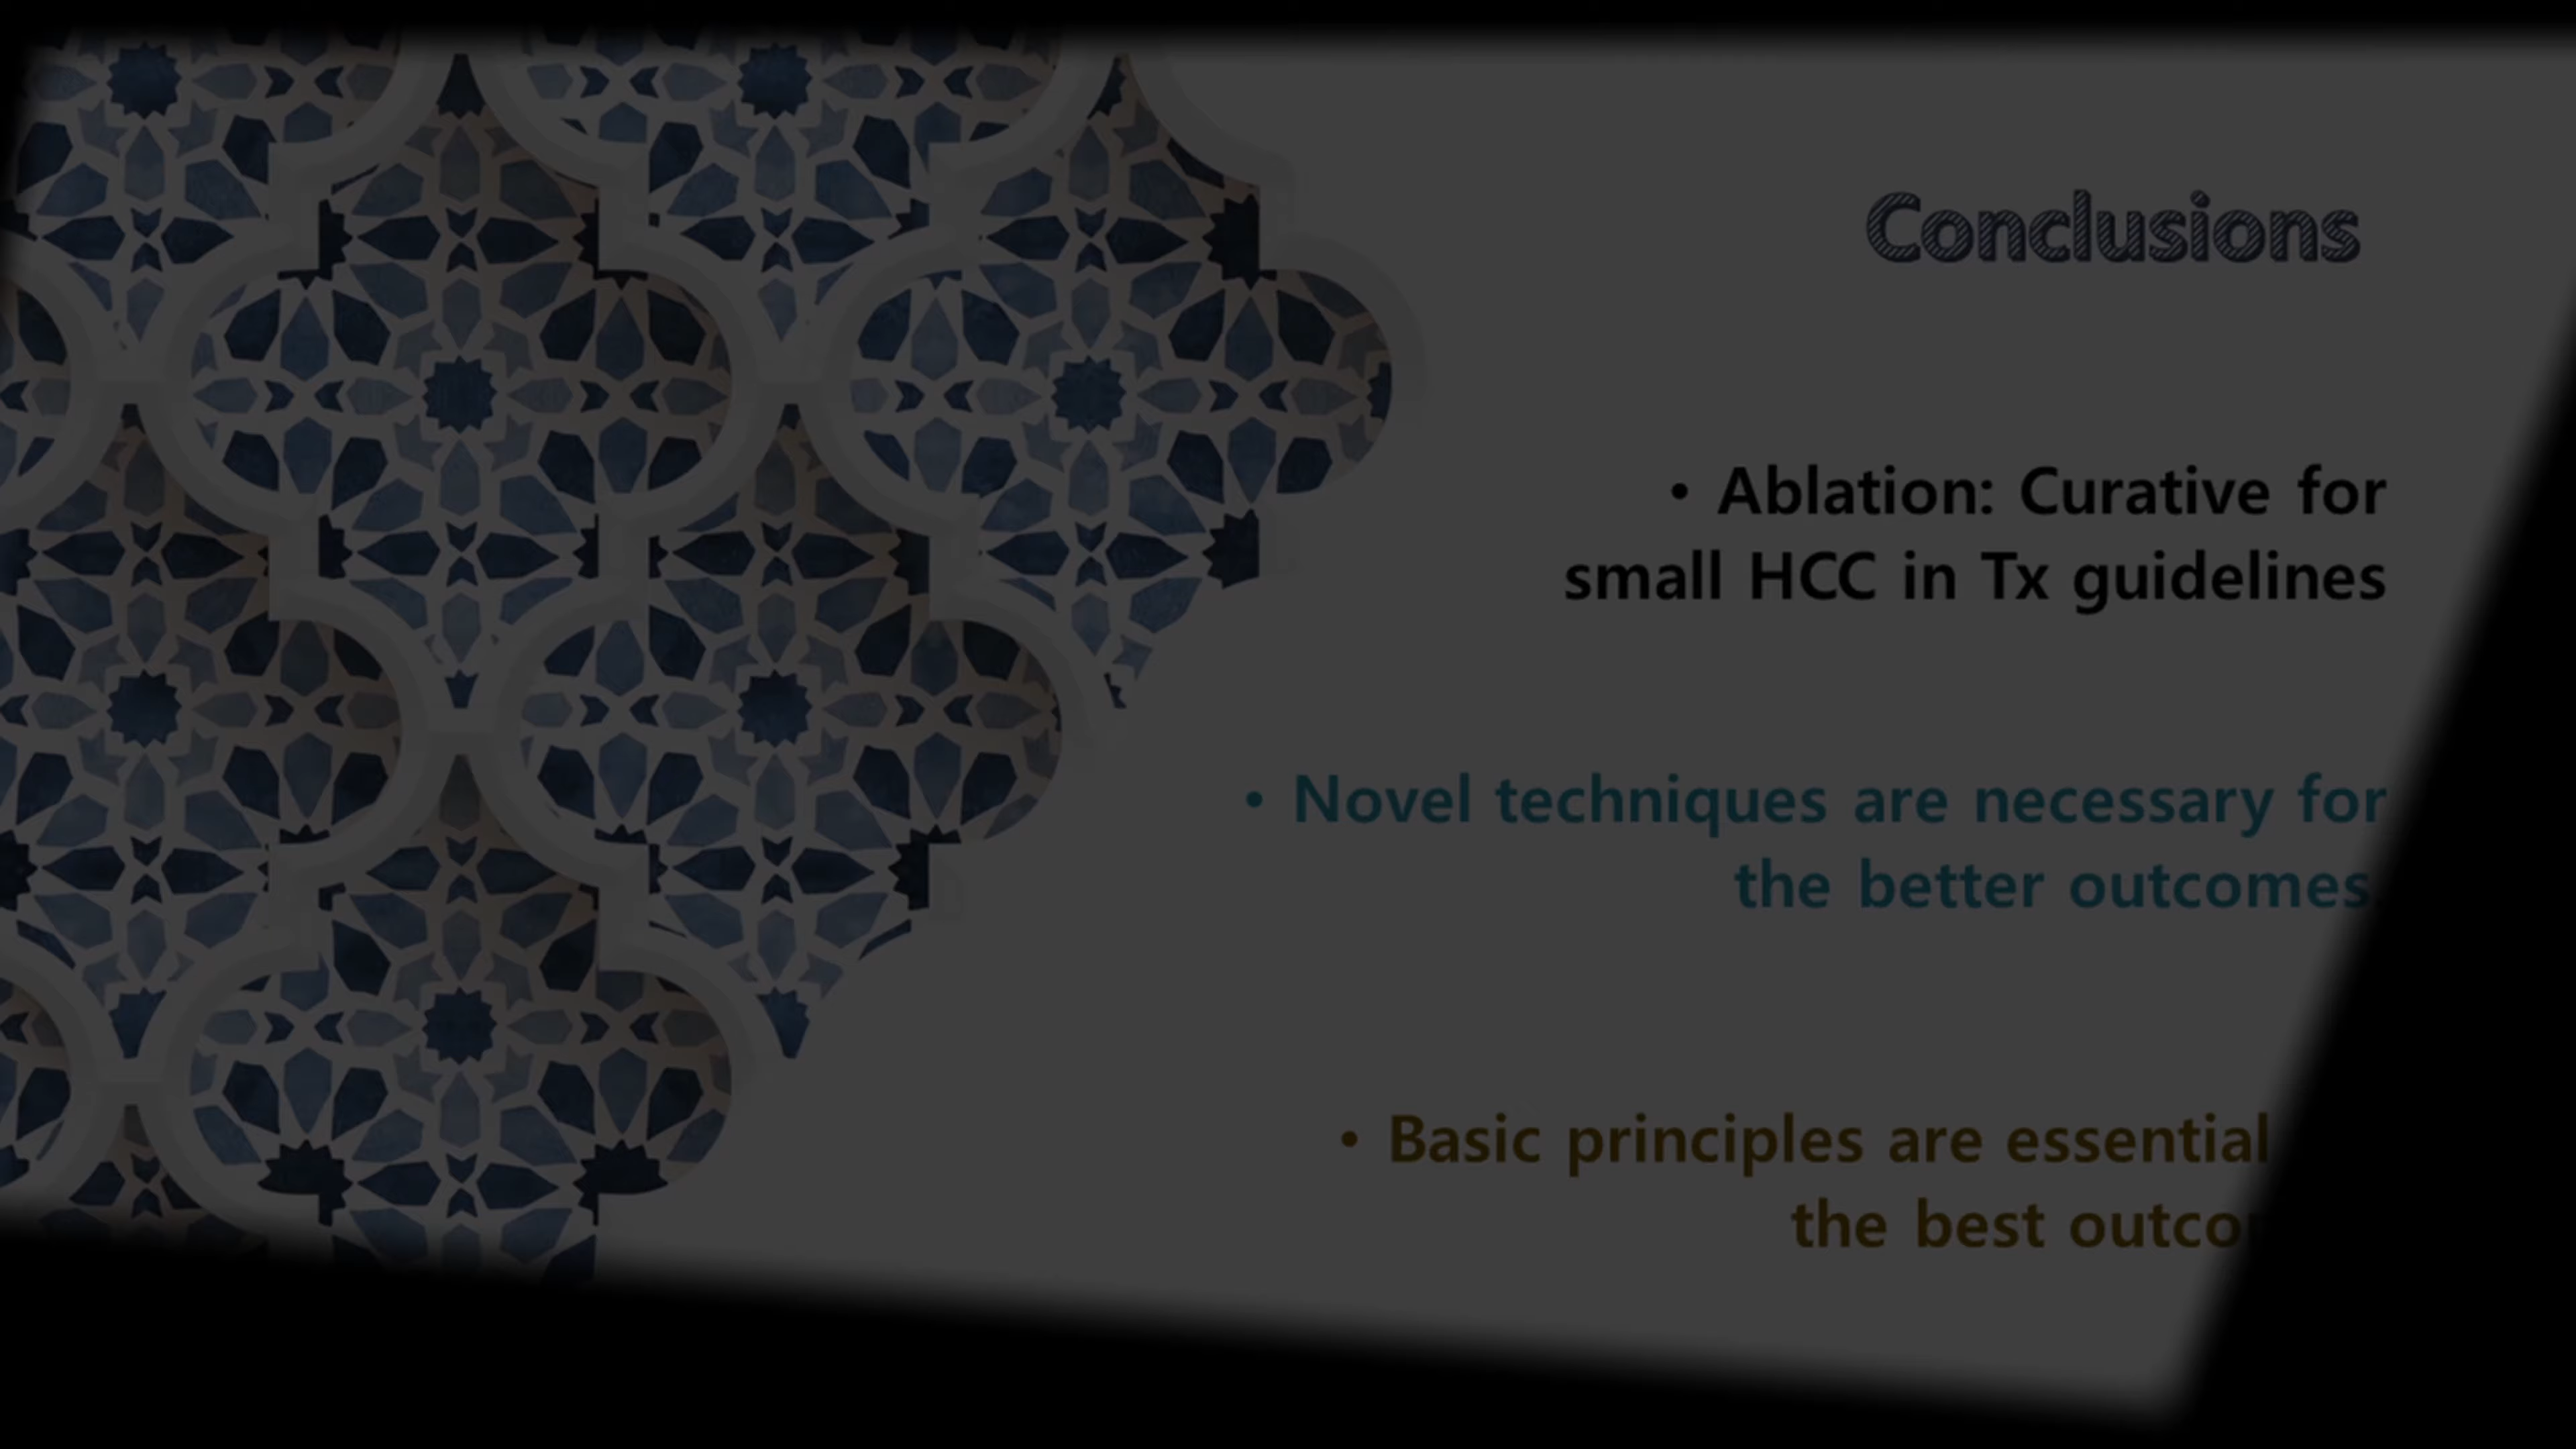 Conclusions
• Ablation: Curative for
small HCC in Tx guidelines
• Novel techniques are necessary for
the better outcomes
• Basic principles are essential
the best